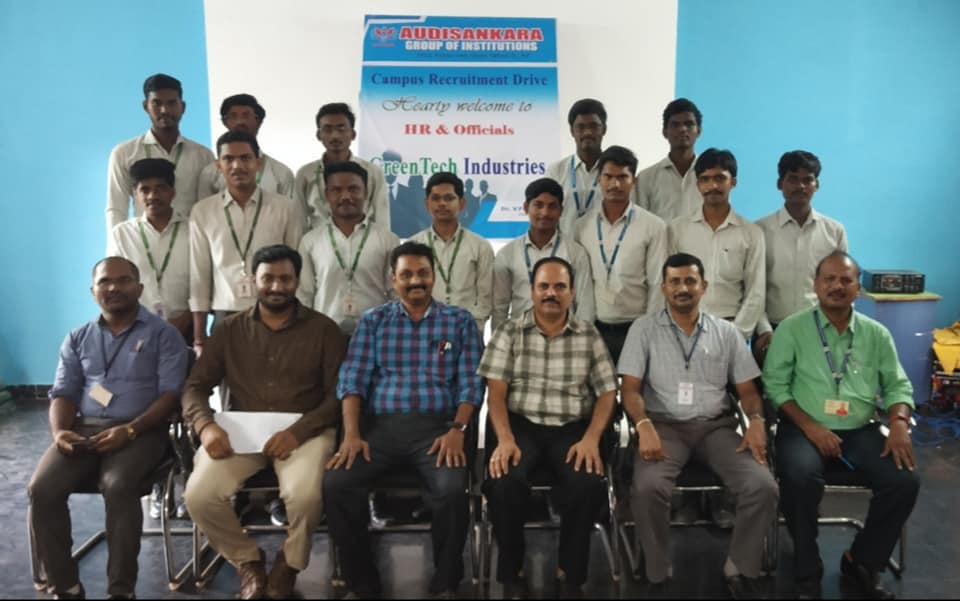 AUDISANKARA
GROUP OF INSTITUTIONS
Campus Recruitment Drive
Hearty welcome to
HR & Officials
GreenTech Industries